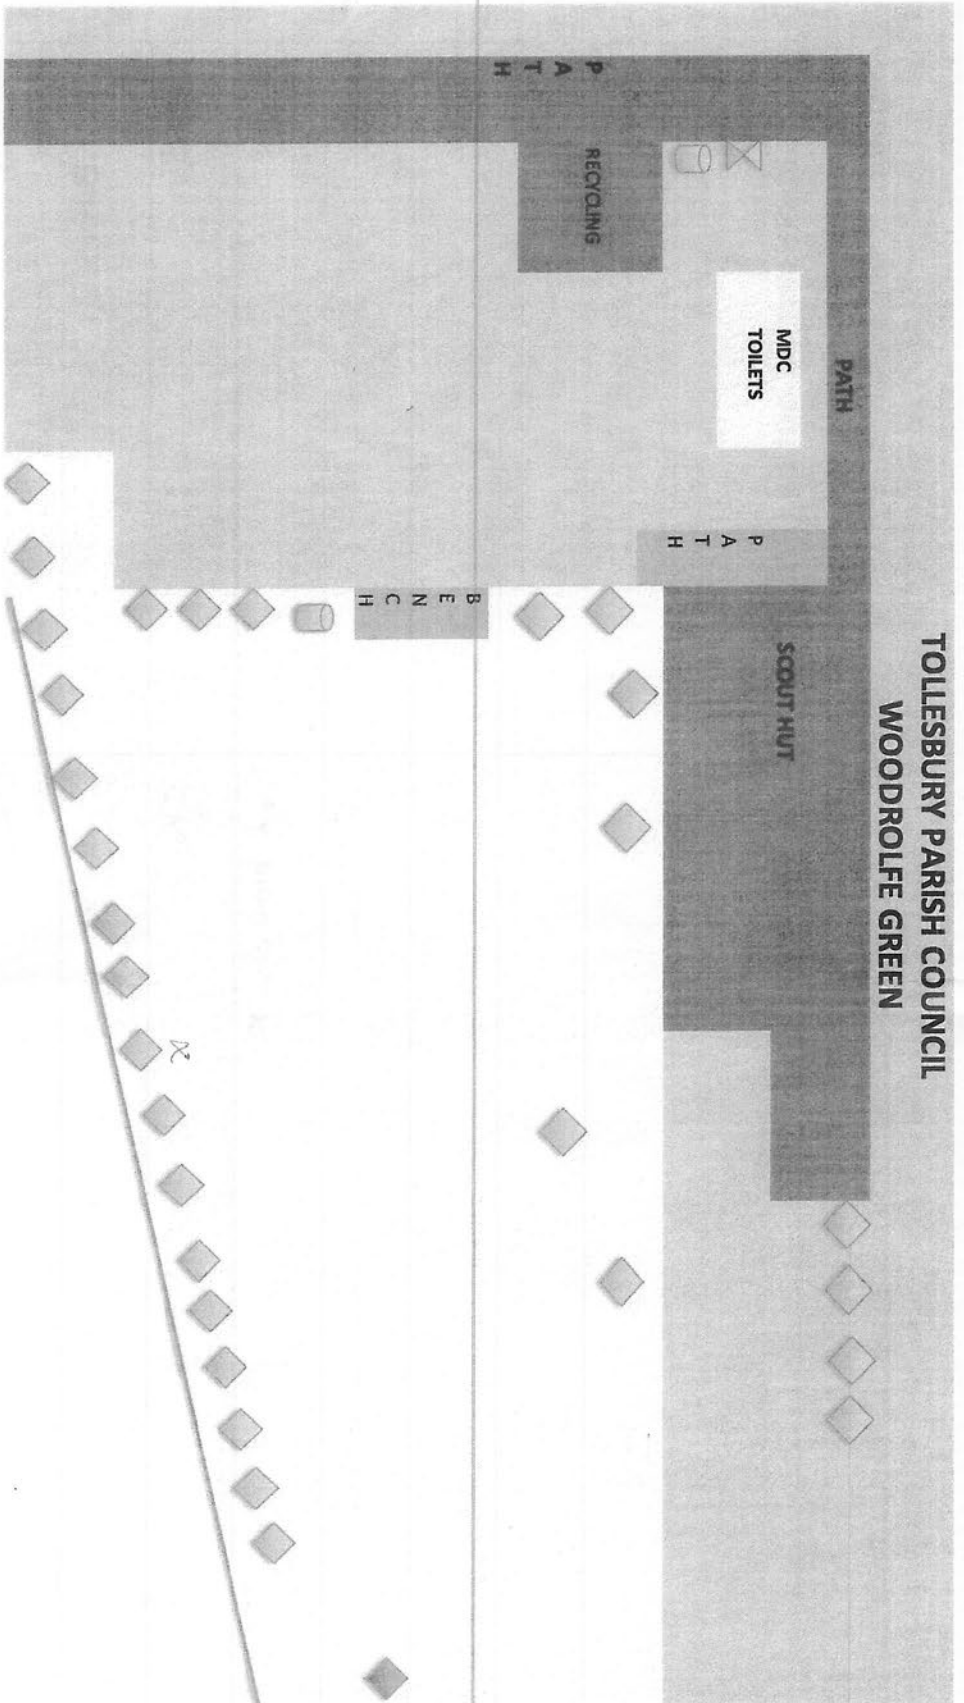 TOLLESBURY PARISH COUNCIL
WOODROLFE GREEN
PATH
PATH
RECYCLING
MDC
TOILETS
PATH
SCOUT HUT
BENCH